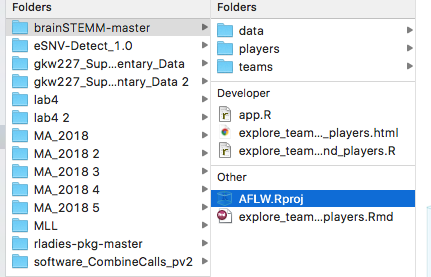 Folders
brainSTEMM-master
eSNV-Detect_1.0
gkw227_Sup...entary_Data
gkw227_Sup...ntary_Data 2
lab4
lab4 2
MA_2018
MA_2018 2
MA_2018 3
MA_2018 4
MA_2018 5
MLL
rladies-pkg-master
software_CombineCalls_pv2
Folders
data
players
teams
Developer
app.R
explore_team..._players.html
explore_team...nd_players.R
Other
AFLW.Rproj
explore_team...players.Rmd